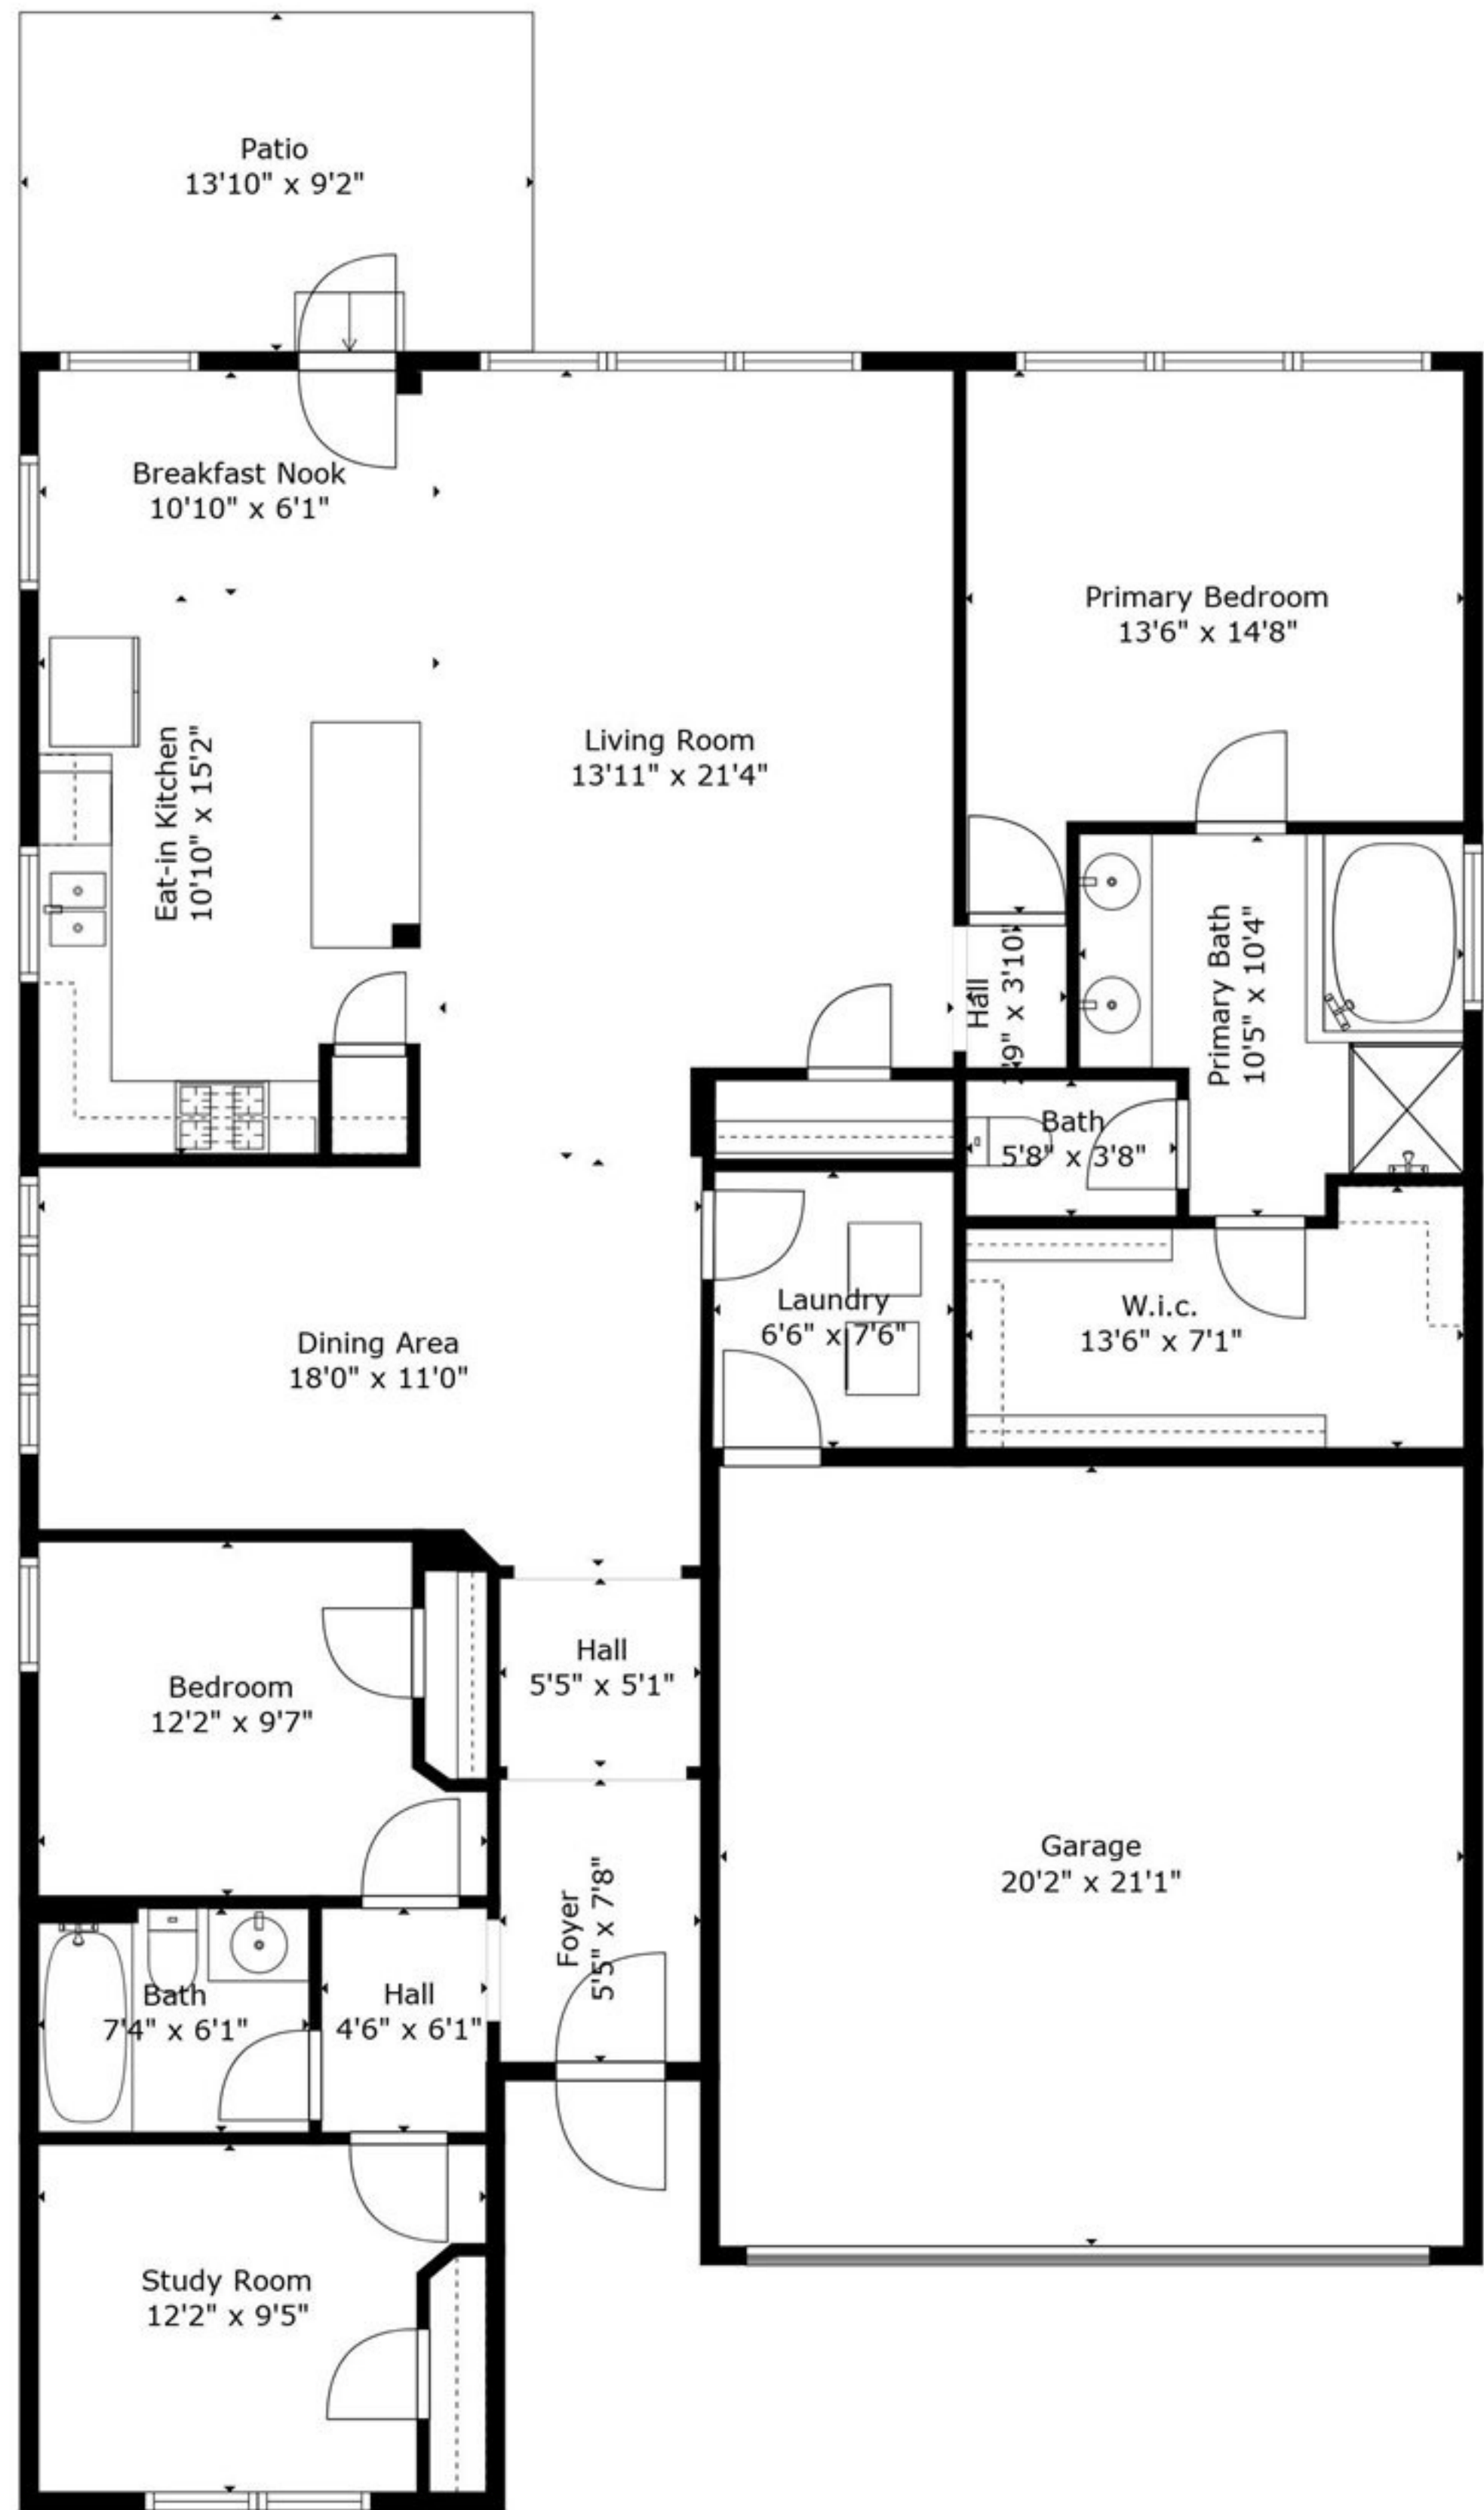 Patio
13'10" x 9'2"
Breakfast Nook
10'10" x 6'1"
Primary Bedroom
13'6" x 14'8"
Living Room
13'11" x 21'4"
Eat-in Kitchen
10'10" x 15'2"
Hall
'9" x 3'10"
Primary Bath
10'5" x 10'4"
Bath
5'8" x 3'8"
Laundry
6'6" x 7'6"
W.i.c.
13'6" x 7'1"
Dining Area
18'0" x 11'0"
Hall
5'5" x 5'1"
Bedroom
12'2" x 9'7"
Garage
20'2" x 21'1"
Foyer
5'5" x 7'8"
Bath
7'4" x 6'1"
Hall
4'6" x 6'1"
Study Room
12'2" x 9'5"